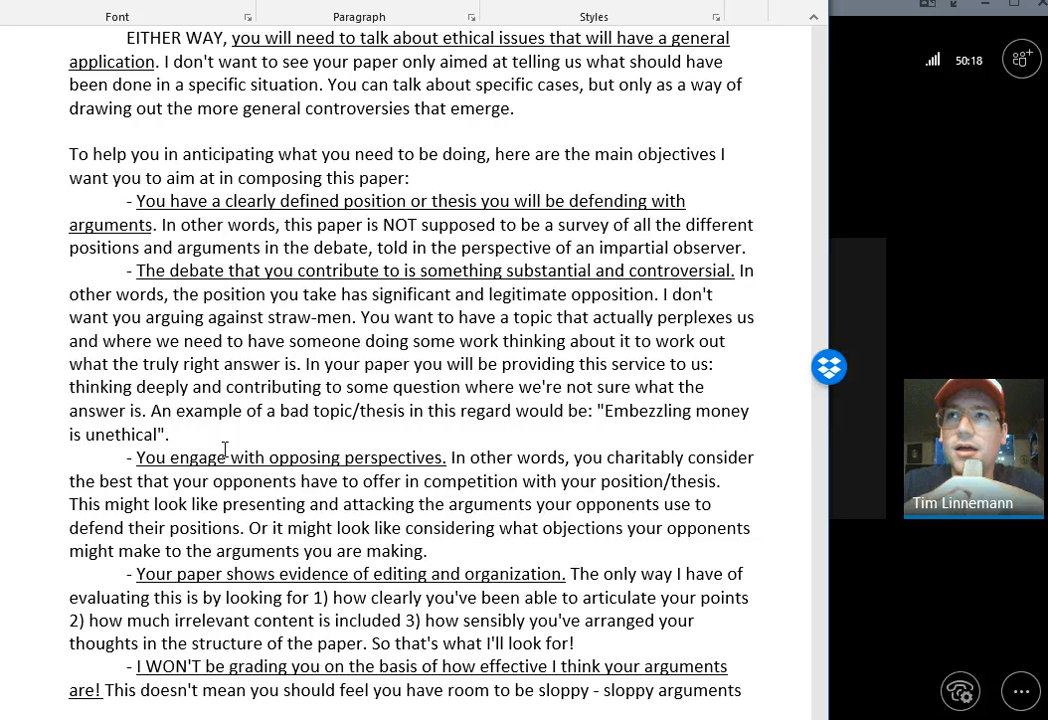 Font
Paragraph
Styles
EITHER WAY, you will need to talk about ethical issues that will have a general
application. I don't want to see your paper only aimed at telling us what should have
been done in a specific situation. You can talk about specific cases, but only as a way of
drawing out the more general controversies that emerge.
To help you in anticipating what you need to be doing, here are the main objectives I
want you to aim at in composing this paper:
- You have a clearly defined position or thesis you will be defending with
arguments. In other words, this paper is NOT supposed to be a survey of all the different
positions and arguments in the debate, told in the perspective of an impartial observer.
- The debate that you contribute to is something substantial and controversial. In
other words, the position you take has significant and legitimate opposition. I don't
want you arguing against straw-men. You want to have a topic that actually perplexes us
and where we need to have someone doing some work thinking about it to work out
what the truly right answer is. In your paper you will be providing this service to us:
thinking deeply and contributing to some question where we're not sure what the
answer is. An example of a bad topic/thesis in this regard would be: "Embezzling money
is unethical".
- You engage with opposing perspectives. In other words, you charitably consider
the best that your opponents have to offer in competition with your position/thesis.
This might look like presenting and attacking the arguments your opponents use to
defend their positions. Or it might look like considering what objections your opponents
might make to the arguments you are making.
- Your paper shows evidence of editing and organization. The only way I have of
evaluating this is by looking for 1) how clearly you've been able to articulate your points
2) how much irrelevant content is included 3) how sensibly you've arranged your
thoughts in the structure of the paper. So that's what I'll look for!
- I WON'T be grading you on the basis of how effective I think your arguments
are! This doesn't mean you should feel you have room to be sloppy - sloppy arguments
50:18
Tim Linnemann